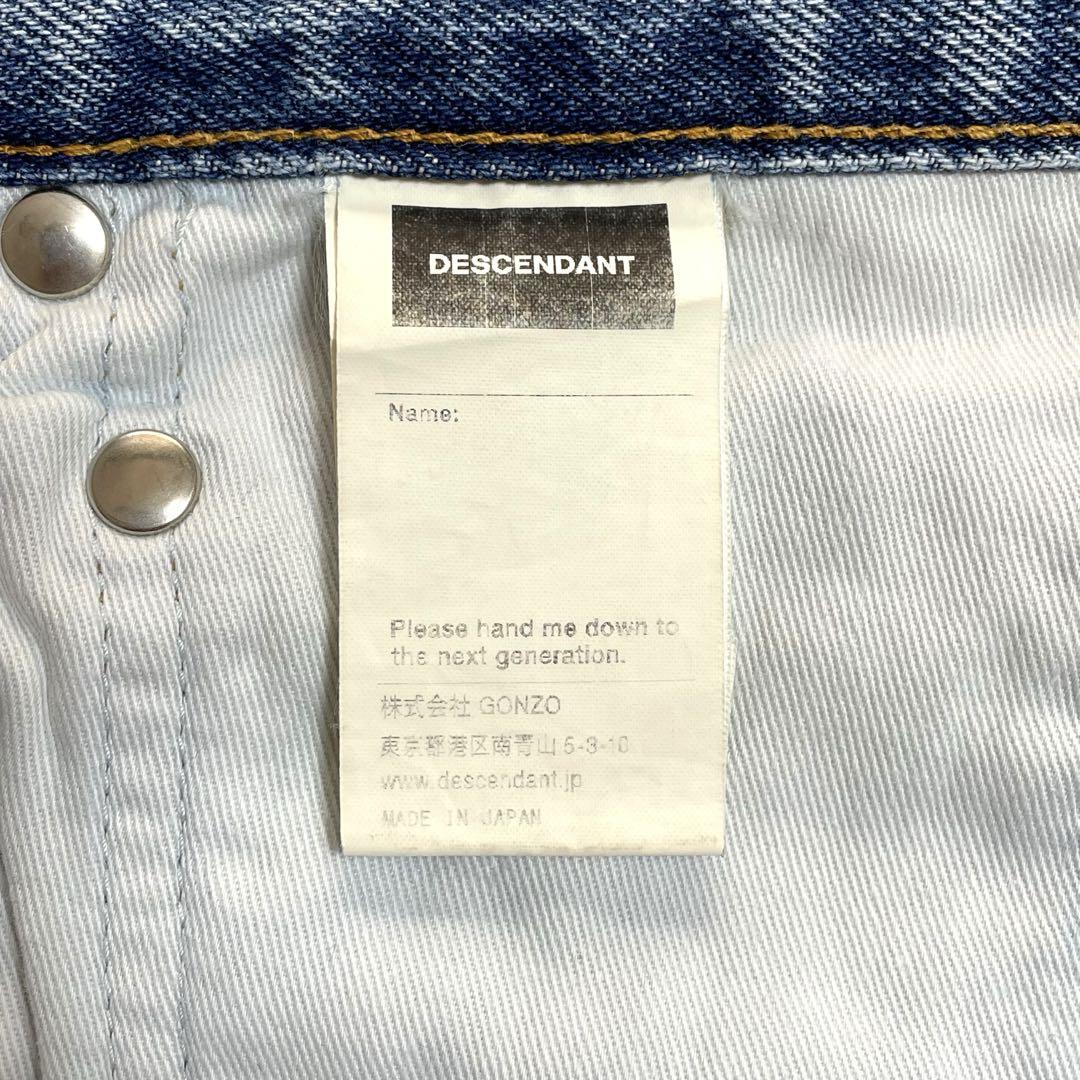 DESCENDANT
Name:
Please hand me down to
the next generation.
株式会社 GONZO
東京都港区南青山 5-3-10
www.descendant.jp
MADE IN JAPAN